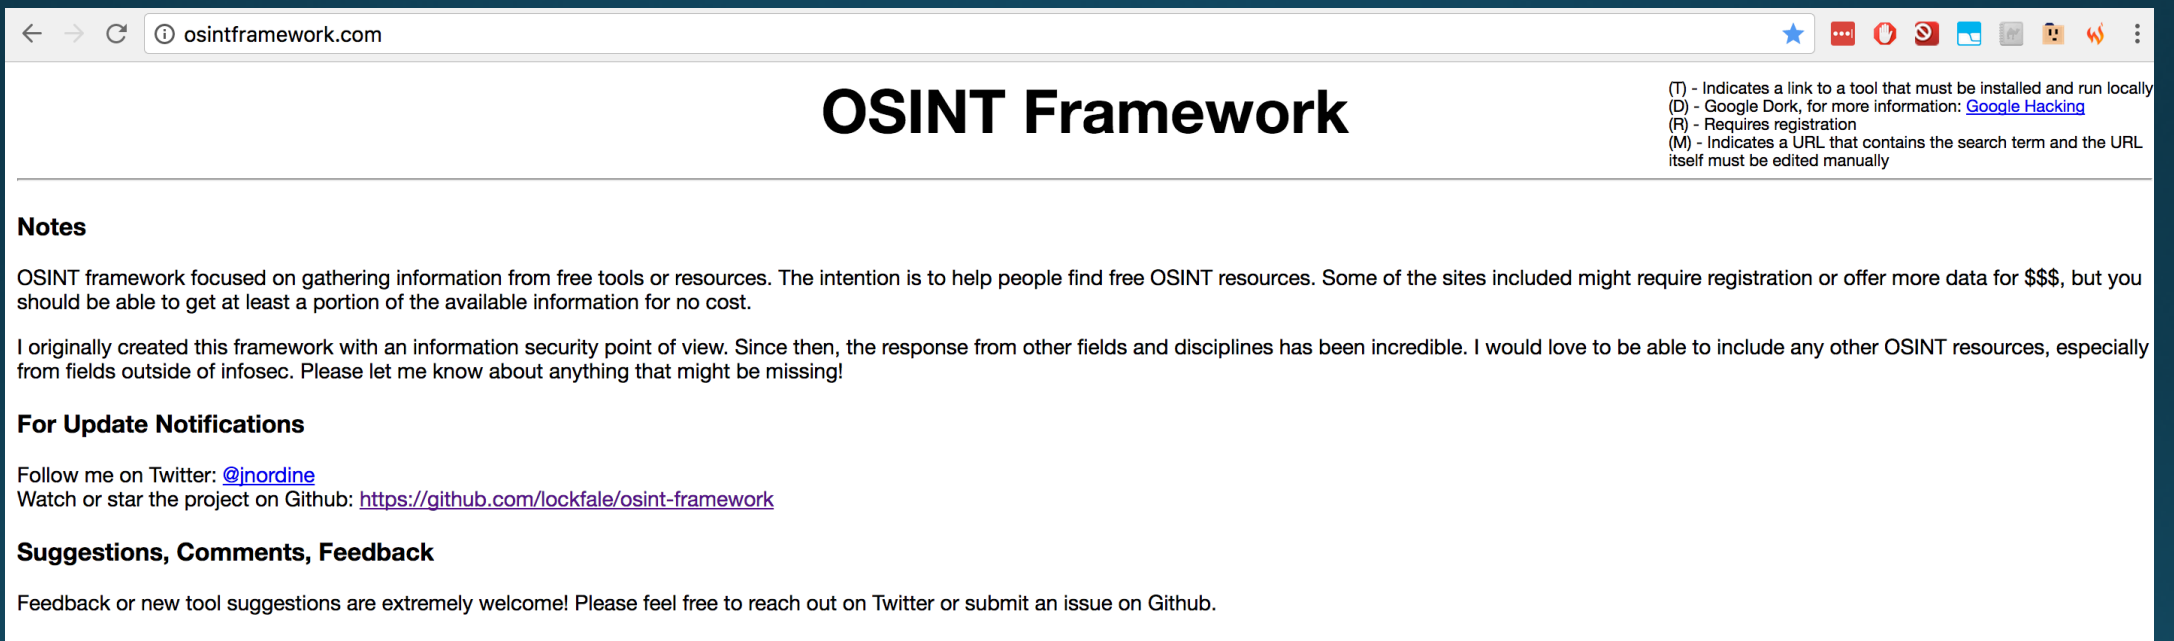 osintframework.com
OSINT Framework
(T) - Indicates a link to a tool that must be installed and run locally
(D) - Google Dork, for more information: Google Hacking
(R) - Requires registration
(M) - Indicates a URL that contains the search term and the URL
itself must be edited manually
Notes
OSINT framework focused on gathering information from free tools or resources. The intention is to help people find free OSINT resources. Some of the sites included might require registration or offer more data for $$$, but you
should be able to get at least a portion of the available information for no cost.
I originally created this framework with an information security point of view. Since then, the response from other fields and disciplines has been incredible. I would love to be able to include any other OSINT resources, especially
from fields outside of infosec. Please let me know about anything that might be missing!
For Update Notifications
Follow me on Twitter: @jnordine
Watch or star the project on Github: https://github.com/lockfale/osint-framework
Suggestions, Comments, Feedback
Feedback or new tool suggestions are extremely welcome! Please feel free to reach out on Twitter or submit an issue on Github.